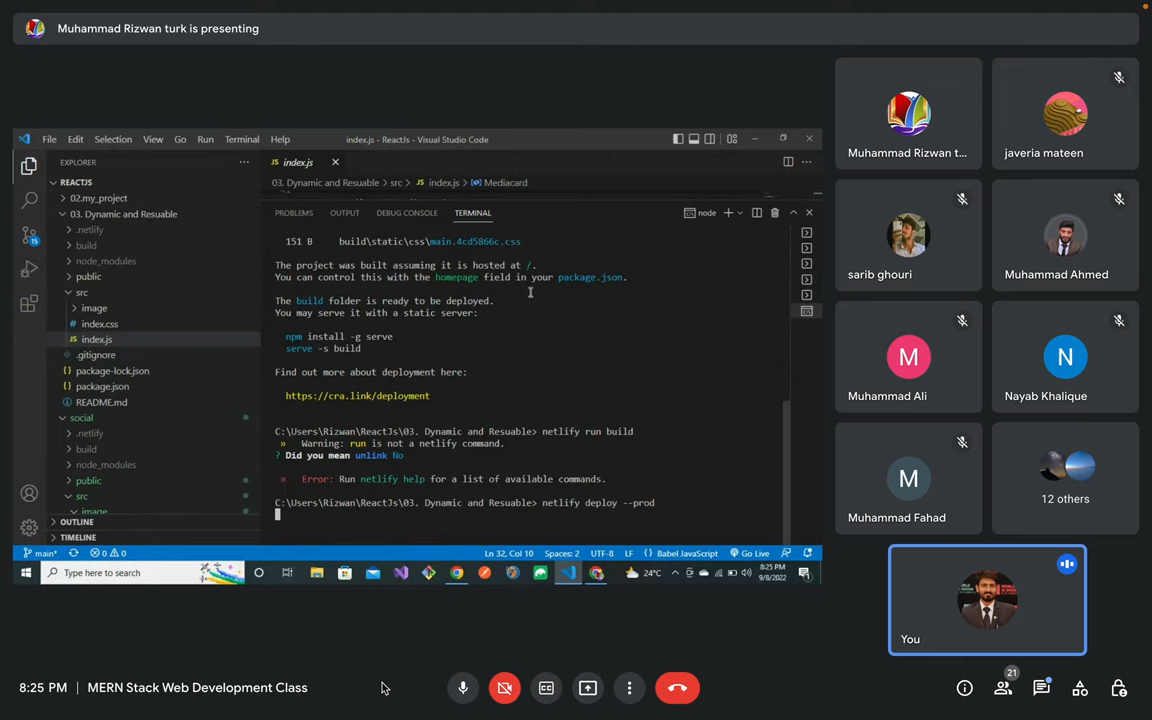 Muhammad Rizwan turk is presenting
File Edit Selection View Go Run Terminal Help
index.js - ReactJs - Visual Studio Code
EXPLORER
REACTJS
02.my_project
03. Dynamic and Resuable
.netlify
build
node_modules
public
src
image
index.css
JS index.js
.gitignore
package-lock.json
package.json
README.md
social
.netlify
build
node_modules
public
src
image
OUTLINE
TIMELINE
JS index.js
03. Dynamic and Resuable > src > JS index.js > Mediacard
PROBLEMS OUTPUT DEBUG CONSOLE TERMINAL
node
151 B build\static\css\main.4cd5866c.css
The project was built assuming it is hosted at /.
You can control this with the homepage field in your package.json.
The build folder is ready to be deployed.
You may serve it with a static server:
npm install -g serve
serve -s build
Find out more about deployment here:
https://cra.link/deployment
C:\Users\Rizwan\ReactJs\03. Dynamic and Resuable> netlify run build
» Warning: run is not a netlify command.
? Did you mean unlink No
» Error: Run netlify help for a list of available commands.
C:\Users\Rizwan\ReactJs\03. Dynamic and Resuable> netlify deploy --prod
15
main* 0 0
Ln 32, Col 10 Spaces: 2 UTF-8 LF { } Babel JavaScript Go Live
Type here to search
24°C
8:25 PM
9/8/2022
Muhammad Rizwan t...
javeria mateen
sarib ghouri
Muhammad Ahmed
M
Muhammad Ali
N
Nayab Khalique
M
Muhammad Fahad
12 others
You
8:25 PM MERN Stack Web Development Class
21